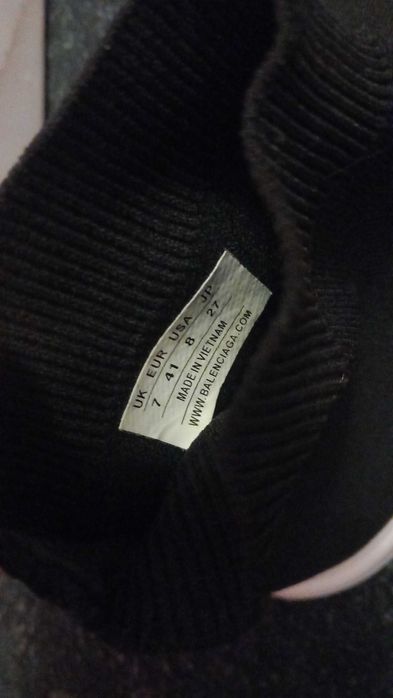 UK EUR USA JP
7 41 8 27
MADE IN VIETNAM
WWW.BALENCIAGA.COM